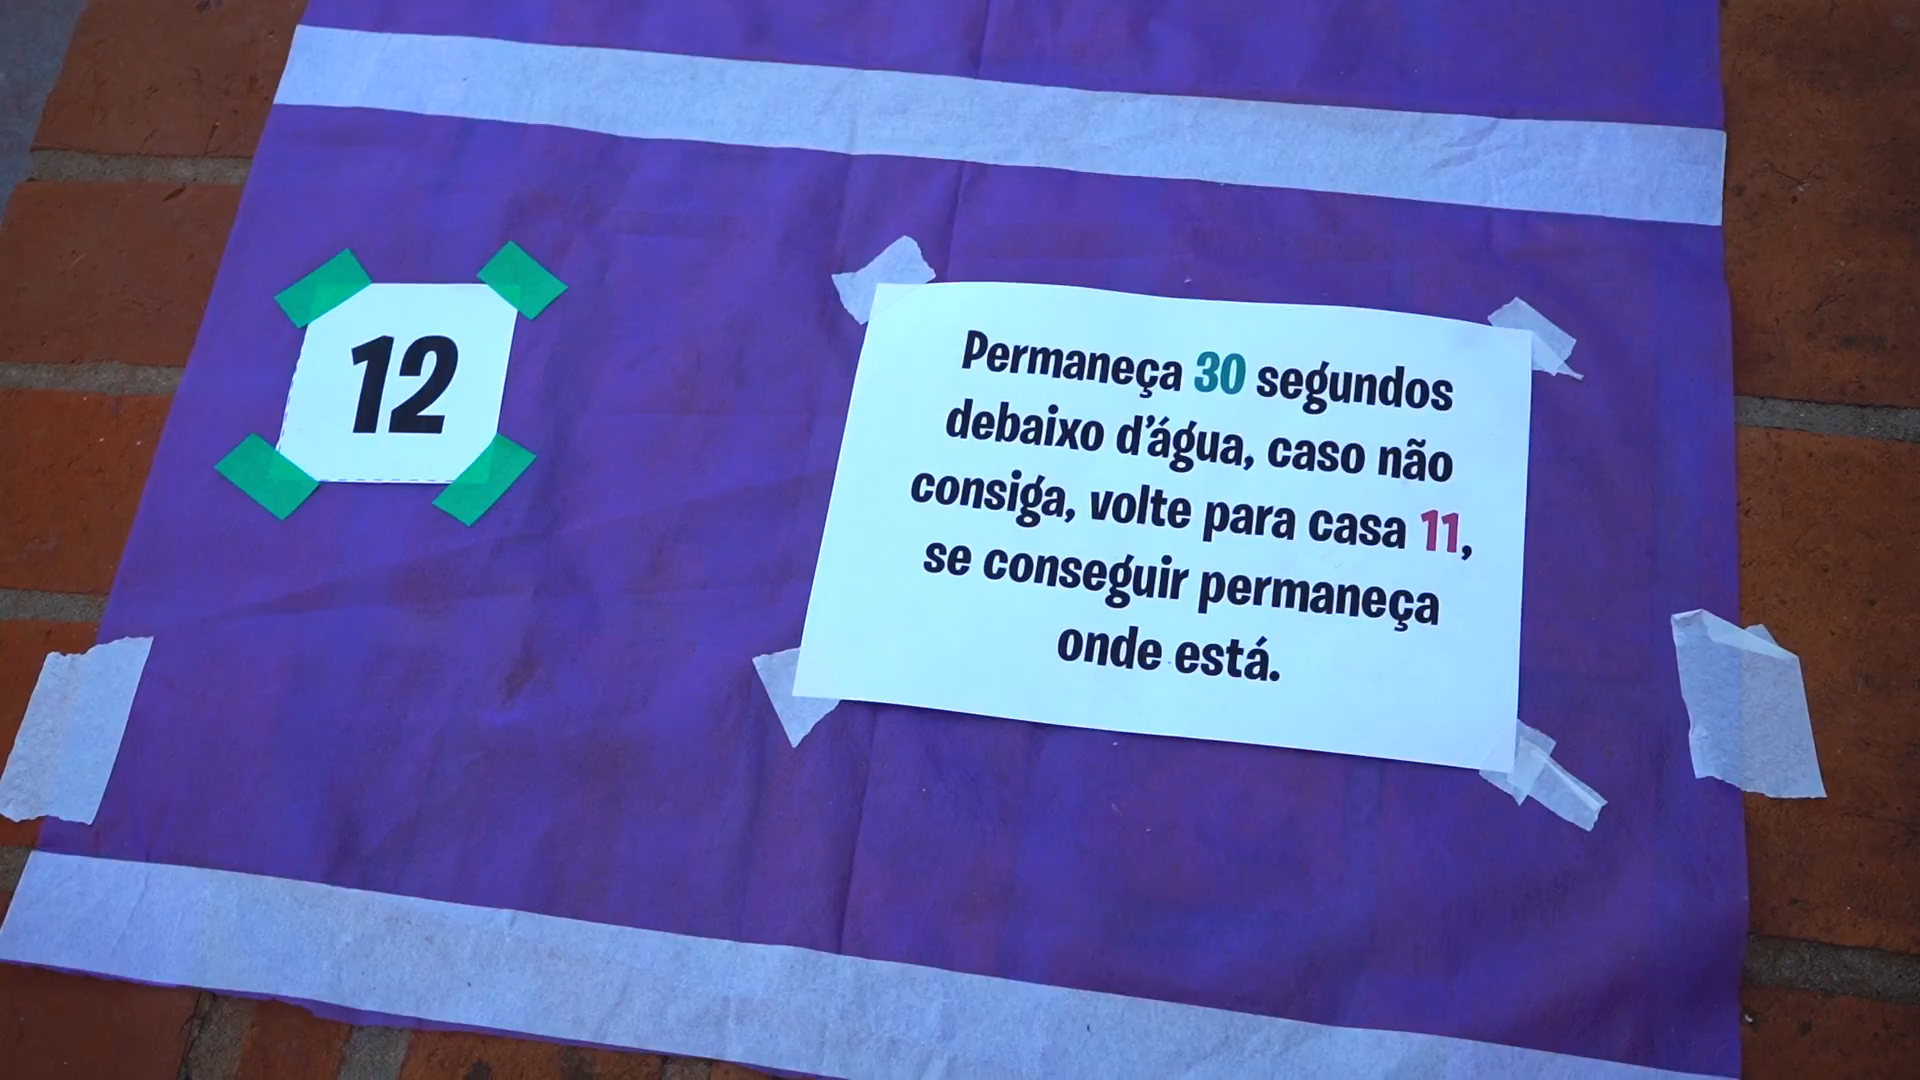 12
Permaneça 30 segundos
debaixo d'água, caso não
consiga, volte para casa 11,
se conseguir permaneça
onde está.